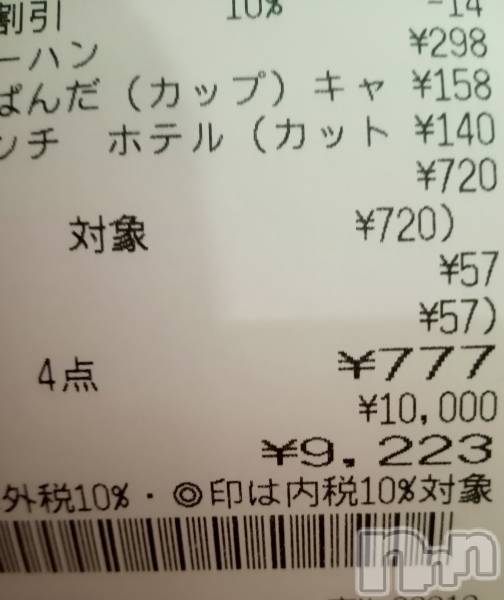 割引 10% -14
ーハン ¥298
ぱんだ（カップ）キャ ¥158
ンチ ホテル（カット ¥140
¥720
対象 ¥720)
¥57
¥57)
4点 ¥777
¥10,000
¥9,223
外税10%・◎印は内税10%対象